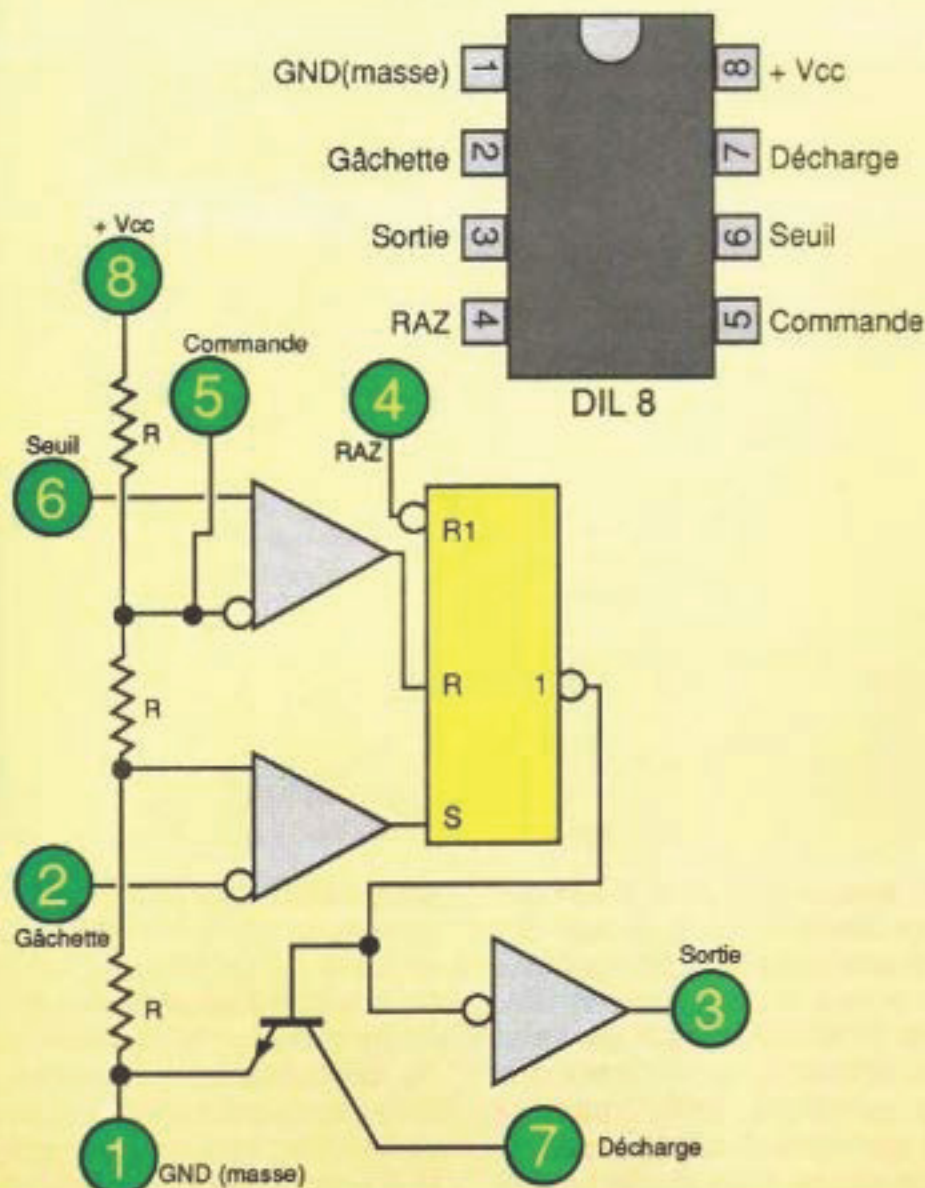 GND(masse) 1
8 + Vcc
Gâchette 2
7 Décharge
Sortie 3
6 Seuil
RAZ 4
5 Commande
DIL 8
+ Vcc
8
Commande
5
4
RAZ
R
Seuil
6
R1
R
R 1
S
2
Gâchette
R
Sortie
3
1
GND (masse)
7
Décharge